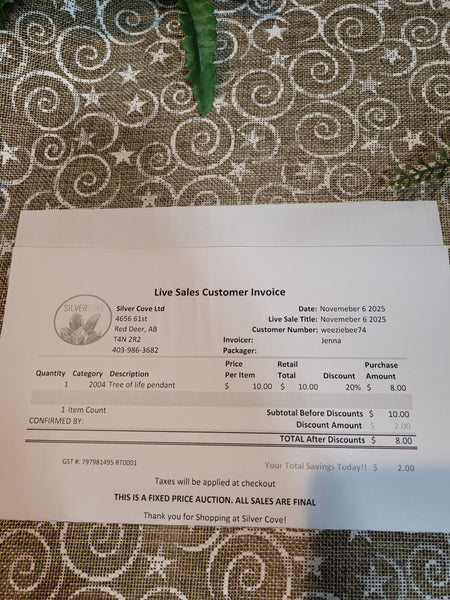 Live Sales Customer Invoice
SILVERCOVE
Silver Cove Ltd
4656 61st
Red Deer, AB
T4N 2R2
403-986-3682
Date: Novemeber 6 2025
Live Sale Title: Novemeber 6 2025
Customer Number: weeziebee74
Invoicer: Jenna
Packager:
Quantity Category Description Price Per Item Retail Total Discount Purchase Amount
1 2004 Tree of life pendant $ 10.00 $ 10.00 20% $ 8.00
1 Item Count Subtotal Before Discounts $ 10.00
CONFIRMED BY: Discount Amount $ 2.00
TOTAL After Discounts $ 8.00
GST #: 797981495 RT0001 Your Total Savings Today!! $ 2.00
Taxes will be applied at checkout
THIS IS A FIXED PRICE AUCTION. ALL SALES ARE FINAL
Thank you for Shopping at Silver Cove!